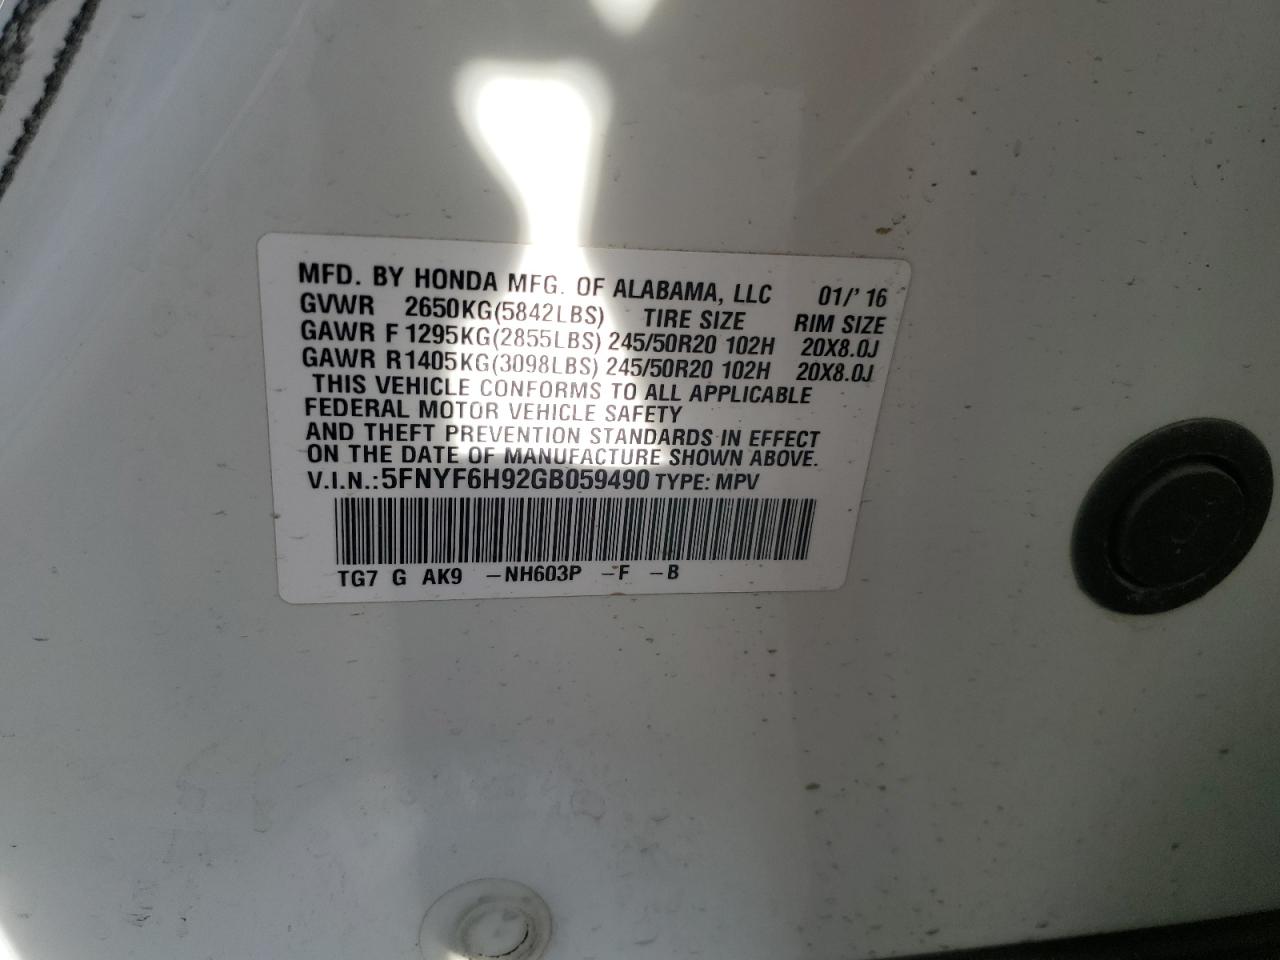 MFD. BY HONDA MFG. OF ALABAMA, LLC 01/'16
GVWR 2650KG(5842LBS) TIRE SIZE RIM SIZE
GAWR F 1295KG(2855LBS) 245/50R20 102H 20X8.0J
GAWR R1405KG(3098LBS) 245/50R20 102H 20X8.0J
THIS VEHICLE CONFORMS TO ALL APPLICABLE
FEDERAL MOTOR VEHICLE SAFETY
AND THEFT PREVENTION STANDARDS IN EFFECT
ON THE DATE OF MANUFACTURE SHOWN ABOVE.
V.I.N.:5FNYF6H92GB059490 TYPE: MPV
TG7 G AK9 –NH603P –F –B